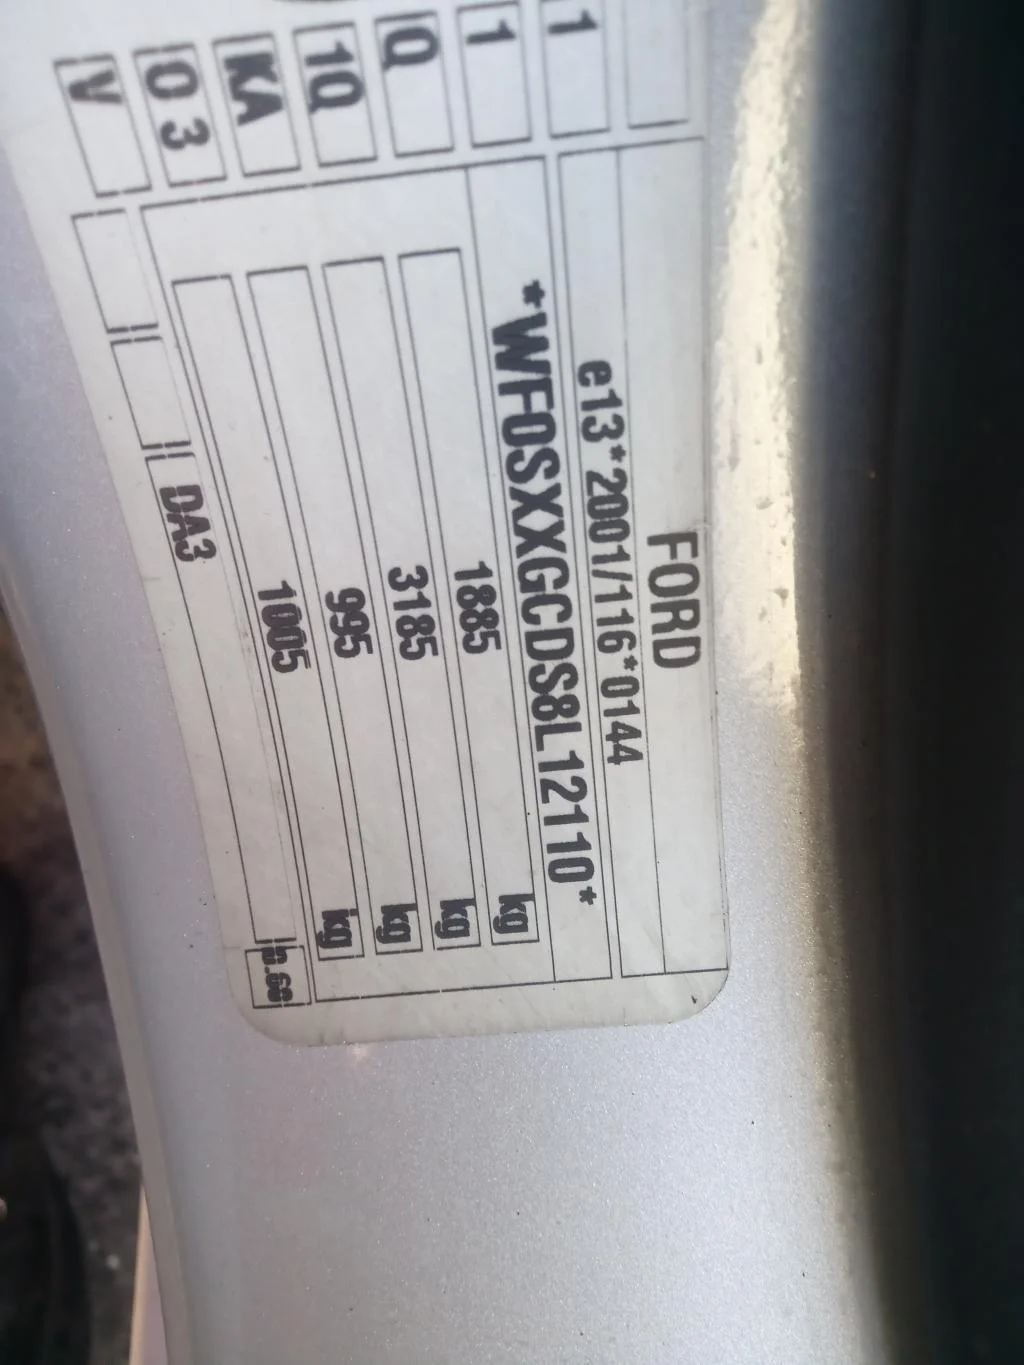 FORD
e13*2001/116*0144
*WF0SXXGCDS8L12110*
1885 kg
3185 kg
995 kg
1005 kg
DA3
1
1
Q
1Q
KA
3
V